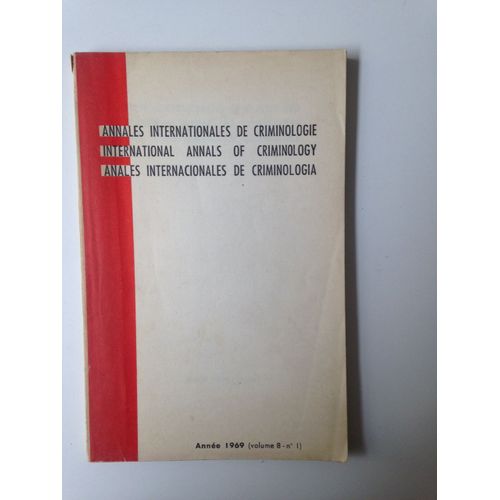 ANNALES INTERNATIONALES DE CRIMINOLOGIE
INTERNATIONAL ANNALS OF CRIMINOLOGY
ANALES INTERNACIONALES DE CRIMINOLOGIA
Année 1969 (volume 8 - n° 1)